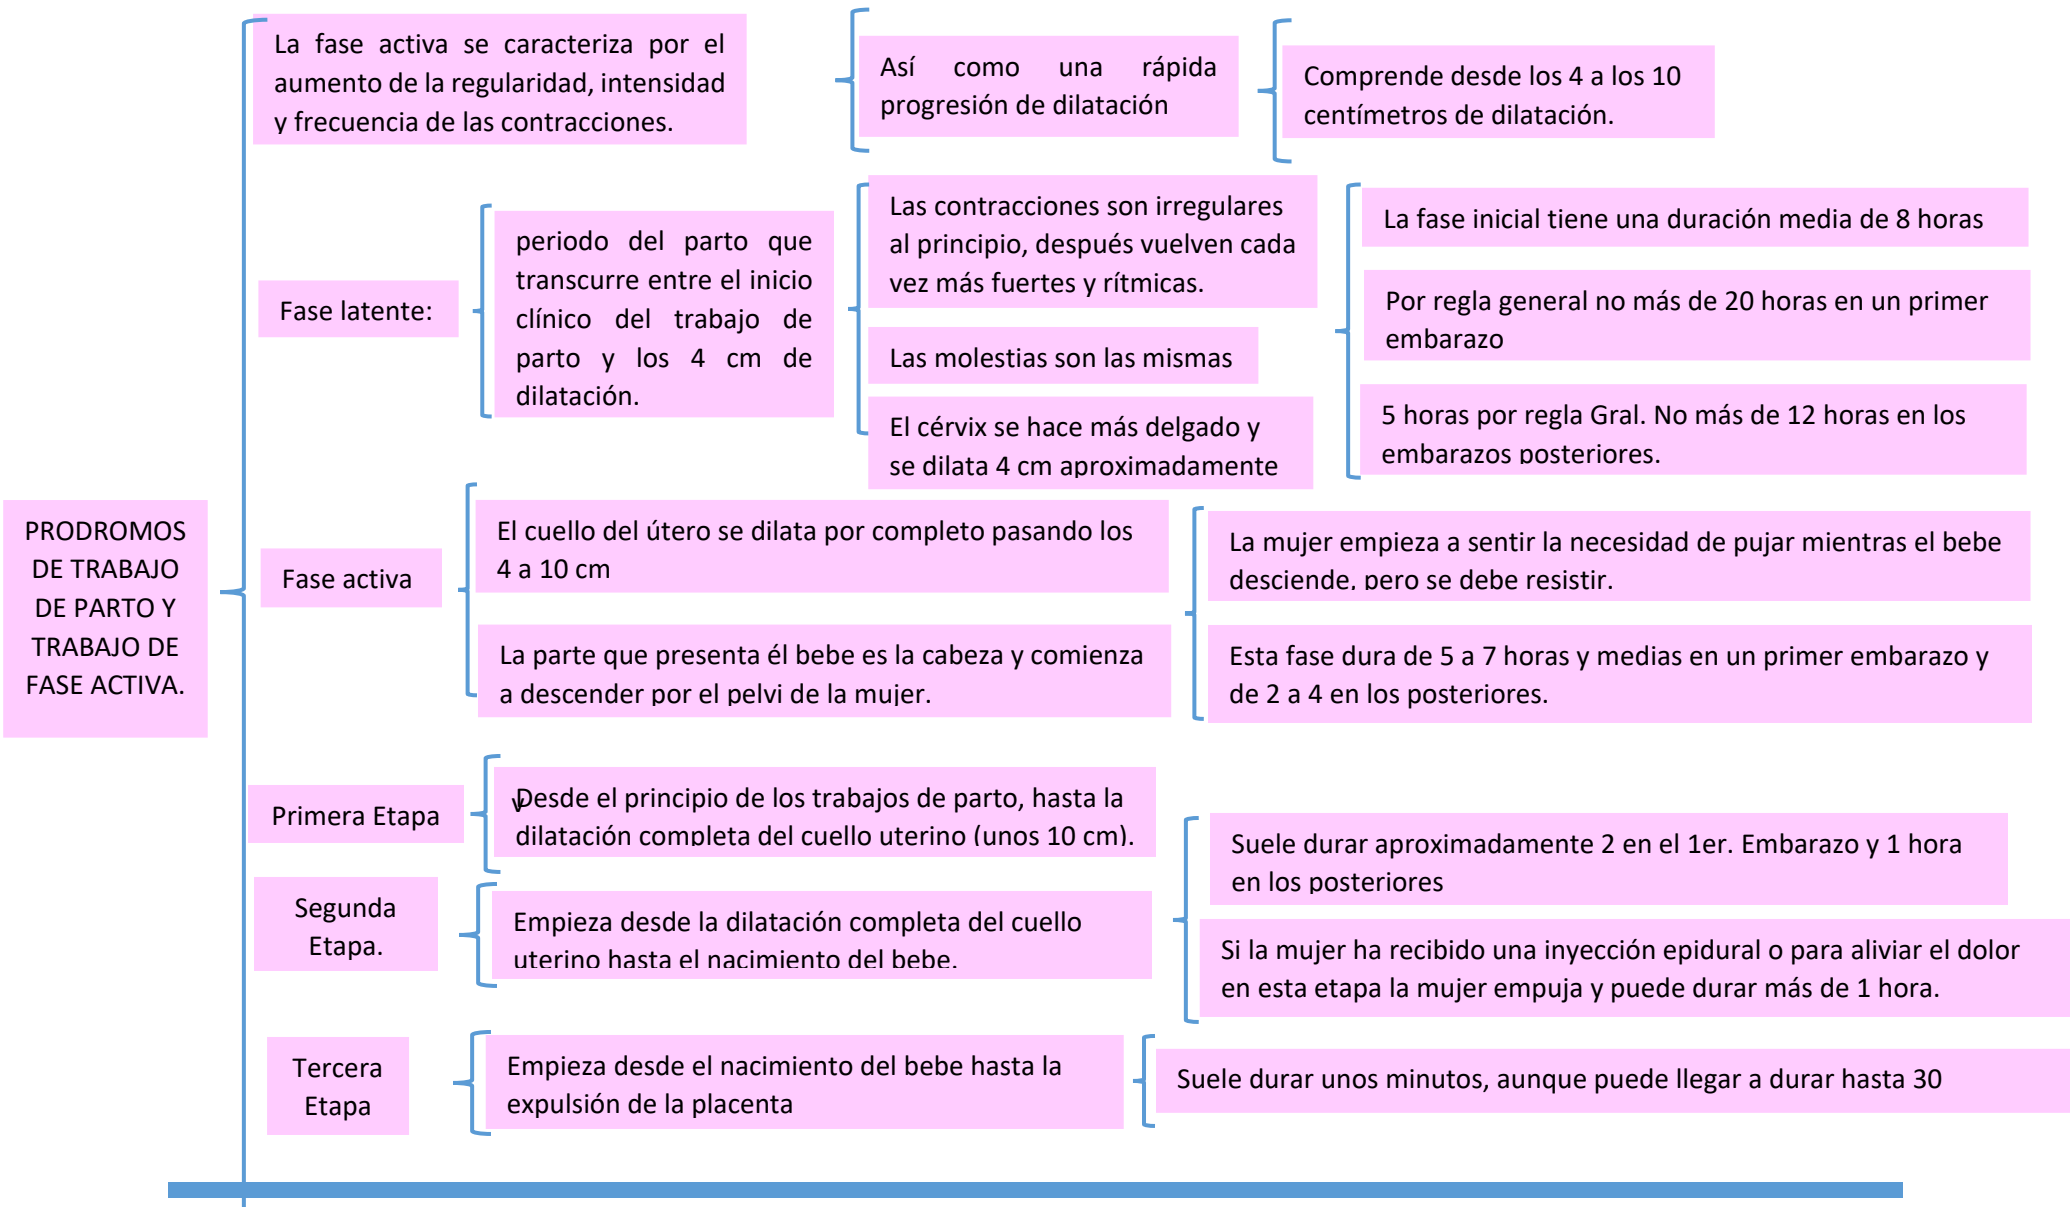 La fase activa se caracteriza por el
aumento de la regularidad, intensidad
y frecuencia de las contracciones.
Así como una rápida
progresión de dilatación
Comprende desde los 4 a los 10
centímetros de dilatación.
Fase latente:
periodo del parto que
transcurre entre el inicio
clínico del trabajo de
parto y los 4 cm de
dilatación.
Las contracciones son irregulares
al principio, después vuelven cada
vez más fuertes y rítmicas.
Las molestias son las mismas
El cérvix se hace más delgado y
se dilata 4 cm aproximadamente
La fase inicial tiene una duración media de 8 horas
Por regla general no más de 20 horas en un primer
embarazo
5 horas por regla Gral. No más de 12 horas en los
embarazos posteriores.
PRODROMOS
DE TRABAJO
DE PARTO Y
TRABAJO DE
FASE ACTIVA.
Fase activa
El cuello del útero se dilata por completo pasando los
4 a 10 cm
La parte que presenta él bebe es la cabeza y comienza
a descender por el pelvi de la mujer.
La mujer empieza a sentir la necesidad de pujar mientras el bebe
desciende, pero se debe resistir.
Esta fase dura de 5 a 7 horas y medias en un primer embarazo y
de 2 a 4 en los posteriores.
Primera Etapa
v
Desde el principio de los trabajos de parto, hasta la
dilatación completa del cuello uterino (unos 10 cm).
Segunda
Etapa.
Empieza desde la dilatación completa del cuello
uterino hasta el nacimiento del bebe.
Suele durar aproximadamente 2 en el 1er. Embarazo y 1 hora
en los posteriores
Si la mujer ha recibido una inyección epidural o para aliviar el dolor
en esta etapa la mujer empuja y puede durar más de 1 hora.
Tercera
Etapa
Empieza desde el nacimiento del bebe hasta la
expulsión de la placenta
Suele durar unos minutos, aunque puede llegar a durar hasta 30